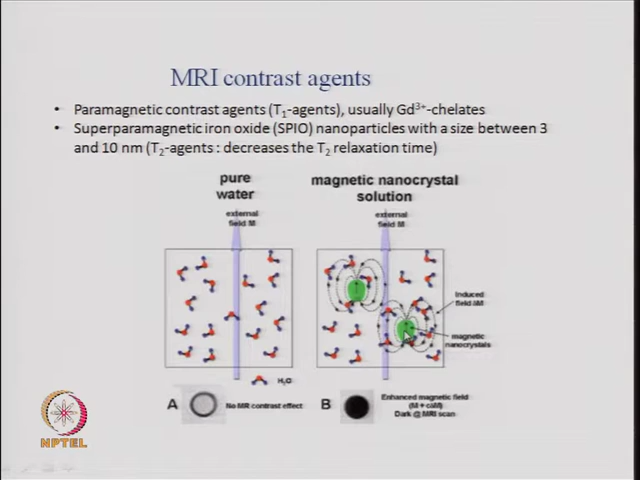 MRI contrast agents
• Paramagnetic contrast agents (T1-agents), usually Gd3+-chelates
• Superparamagnetic iron oxide (SPIO) nanoparticles with a size between 3
and 10 nm (T2-agents : decreases the T2 relaxation time)
pure
water
external
field M
magnetic nanocrystal
solution
external
field M
Induced
field
magnetic
nanocrystals
H2O
A
No MR contrast effect
B
Enhanced magnetic field
Dark @ MRI scan
NPTEL